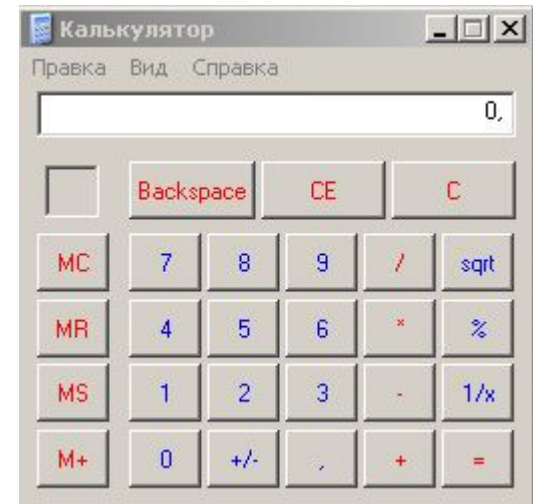 Калькулятор
Правка Вид Справка
0,
Backspace CE C
MC 7 8 9 / sqrt
MR 4 5 6 * %
MS 1 2 3 - 1/x
M+ 0 +/- , + =